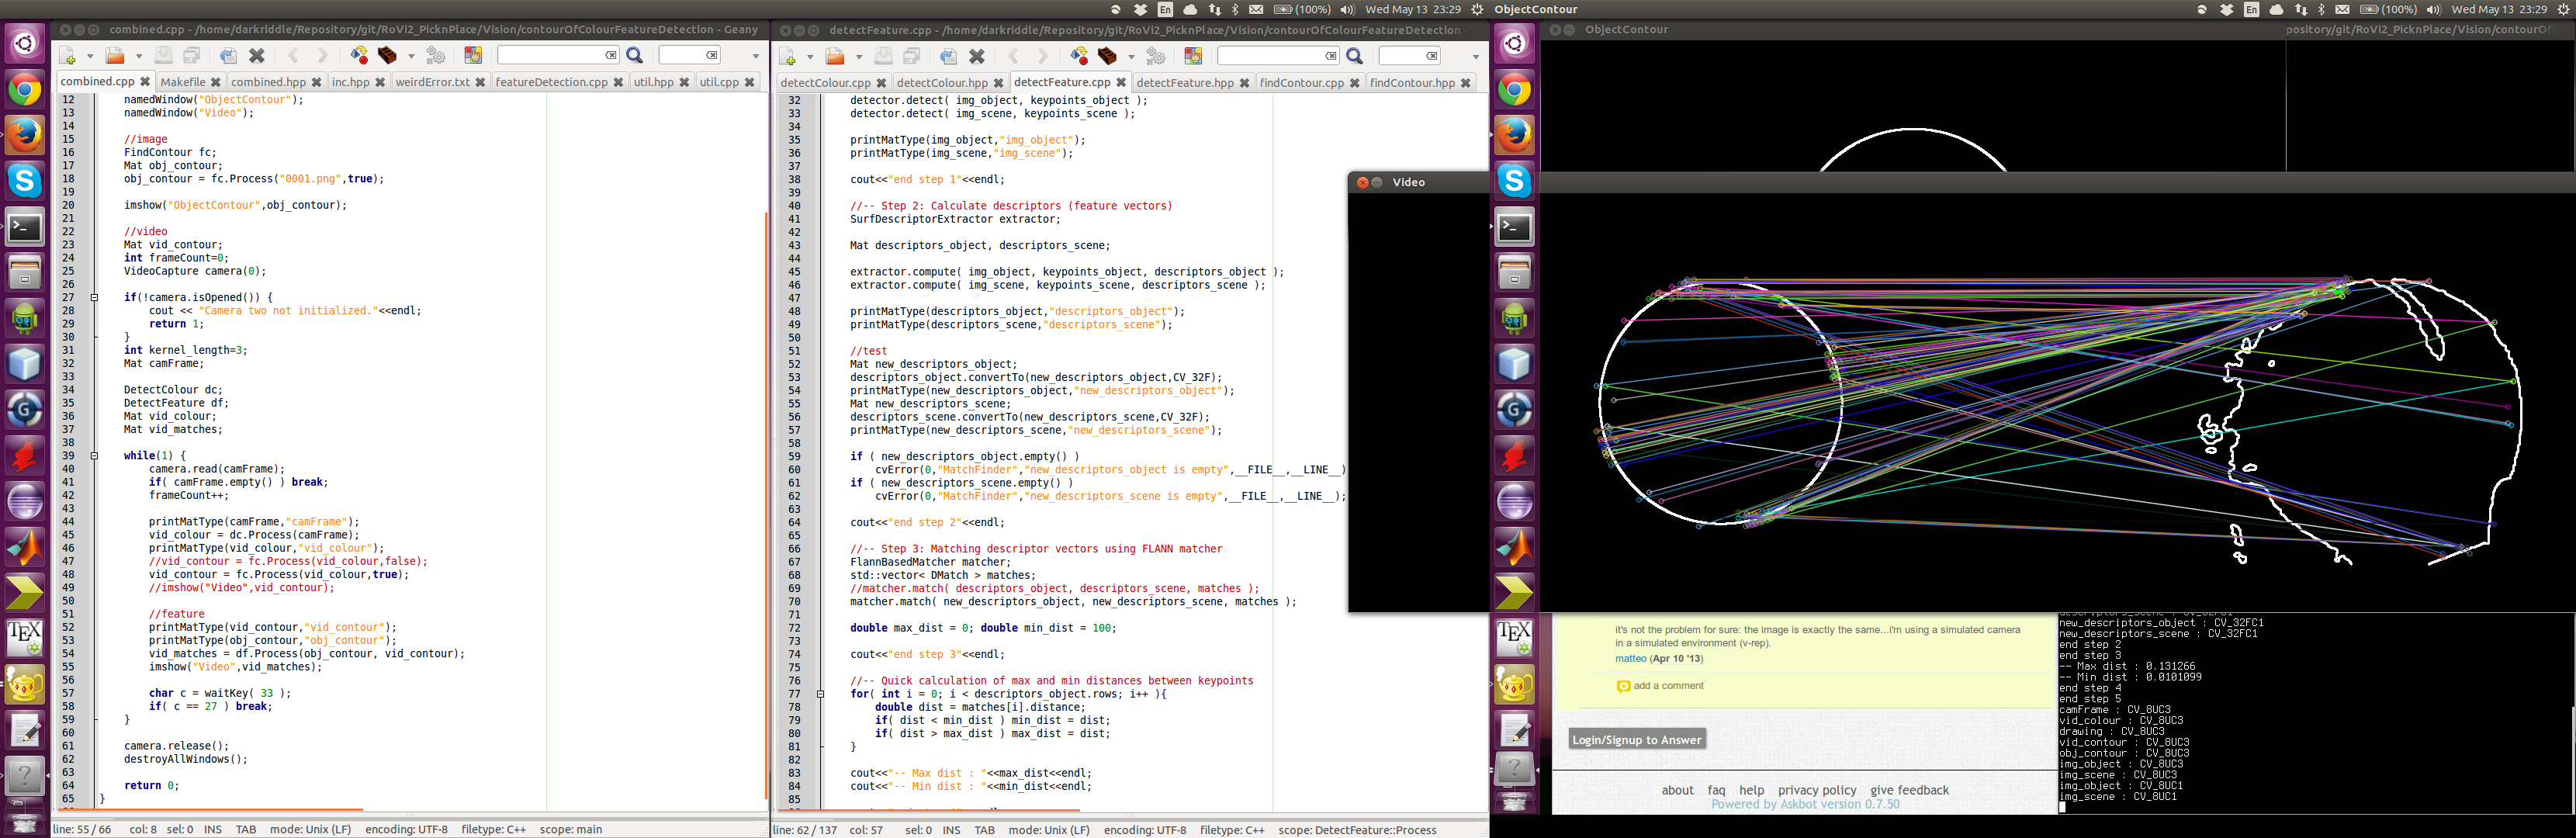 En (100%) Wed May 13 23:29 ObjectContour En (100%) Wed May 13 23:29
combined.cpp - /home/darkriddle/Repository/git/RoVi2_PicknPlace/Vision/contourOfColourFeatureDetection - Geany
combined.cpp Makefile combined.hpp inc.hpp weirdError.txt featureDetection.cpp util.hpp util.cpp
12 namedWindow("ObjectContour");
13 namedWindow("Video");
14
15 //image
16 FindContour fc;
17 Mat obj_contour;
18 obj_contour = fc.Process("0001.png",true);
19
20 imshow("ObjectContour",obj_contour);
21
22 //video
23 Mat vid_contour;
24 int frameCount=0;
25 VideoCapture camera(0);
26
27 if(!camera.isOpened()) {
28 cout << "Camera two not initialized."<<endl;
29 return 1;
30 }
31 int kernel_length=3;
32 Mat camFrame;
33
34 DetectColour dc;
35 DetectFeature df;
36 Mat vid_colour;
37 Mat vid_matches;
38
39 while(1) {
40 camera.read(camFrame);
41 if( camFrame.empty() ) break;
42 frameCount++;
43
44 printMatType(camFrame,"camFrame");
45 vid_colour = dc.Process(camFrame);
46 printMatType(vid_colour,"vid_colour");
47 //vid_contour = fc.Process(vid_colour,false);
48 vid_contour = fc.Process(vid_colour,true);
49 //imshow("Video",vid_contour);
50
51 //feature
52 printMatType(vid_contour,"vid_contour");
53 printMatType(obj_contour,"obj_contour");
54 vid_matches = df.Process(obj_contour, vid_contour);
55 imshow("Video",vid_matches);
56
57 char c = waitKey( 33 );
58 if( c == 27 ) break;
59 }
60
61 camera.release();
62 destroyAllWindows();
63
64 return 0;
65 }
line: 55 / 66 col: 8 sel: 0 INS TAB mode: Unix (LF) encoding: UTF-8 filetype: C++ scope: main
detectFeature.cpp - /home/darkriddle/Repository/git/RoVi2_PicknPlace/Vision/contourOfColourFeatureDetection
detectColour.cpp detectColour.hpp detectFeature.cpp detectFeature.hpp findContour.cpp findContour.hpp
32 detector.detect( img_object, keypoints_object );
33 detector.detect( img_scene, keypoints_scene );
34
35 printMatType(img_object,"img_object");
36 printMatType(img_scene,"img_scene");
37
38 cout<<"end step 1"<<endl;
39
40 //-- Step 2: Calculate descriptors (feature vectors)
41 SurfDescriptorExtractor extractor;
42
43 Mat descriptors_object, descriptors_scene;
44
45 extractor.compute( img_object, keypoints_object, descriptors_object );
46 extractor.compute( img_scene, keypoints_scene, descriptors_scene );
47
48 printMatType(descriptors_object,"descriptors_object");
49 printMatType(descriptors_scene,"descriptors_scene");
50
51 //test
52 Mat new_descriptors_object;
53 descriptors_object.convertTo(new_descriptors_object,CV_32F);
54 printMatType(new_descriptors_object,"new_descriptors_object");
55 Mat new_descriptors_scene;
56 descriptors_scene.convertTo(new_descriptors_scene,CV_32F);
57 printMatType(new_descriptors_scene,"new_descriptors_scene");
58
59 if ( new_descriptors_object.empty() )
60 cvError(0,"MatchFinder","new_descriptors_object is empty",__FILE__,__LINE__)
61 if ( new_descriptors_scene.empty() )
62 cvError(0,"MatchFinder","new_descriptors_scene is empty",__FILE__,__LINE__);
63
64 cout<<"end step 2"<<endl;
65
66 //-- Step 3: Matching descriptor vectors using FLANN matcher
67 FlannBasedMatcher matcher;
68 std::vector< DMatch > matches;
69 //matcher.match( descriptors_object, descriptors_scene, matches );
70 matcher.match( new_descriptors_object, new_descriptors_scene, matches );
71
72 double max_dist = 0; double min_dist = 100;
73
74 cout<<"end step 3"<<endl;
75
76 //-- Quick calculation of max and min distances between keypoints
77 for( int i = 0; i < descriptors_object.rows; i++ ){
78 double dist = matches[i].distance;
79 if( dist < min_dist ) min_dist = dist;
80 if( dist > max_dist ) max_dist = dist;
81 }
82
83 cout<<"-- Max dist : "<<max_dist<<endl;
84 cout<<"-- Min dist : "<<min_dist<<endl;
85
line: 62 / 137 col: 57 sel: 0 INS TAB mode: Unix (LF) encoding: UTF-8 filetype: C++ scope: DetectFeature::Process
ObjectContour
Video
it's not the problem for sure: the image is exactly the same...i'm using a simulated camera
in a simulated environment (v-rep).
matteo (Apr 10 '13)
add a comment
Login/Signup to Answer
about faq help privacy policy give feedback
Powered by Askbot version 0.7.50
new_descriptors_object : CV_32FC1
new_descriptors_scene : CV_32FC1
end step 2
end step 3
-- Max dist : 0.131266
-- Min dist : 0.0101099
end step 4
end step 5
camFrame : CV_8UC3
vid_colour : CV_8UC3
drawing : CV_8UC3
vid_contour : CV_8UC3
obj_contour : CV_8UC3
img_object : CV_8UC3
img_scene : CV_8UC3
img_object : CV_8UC1
img_scene : CV_8UC1